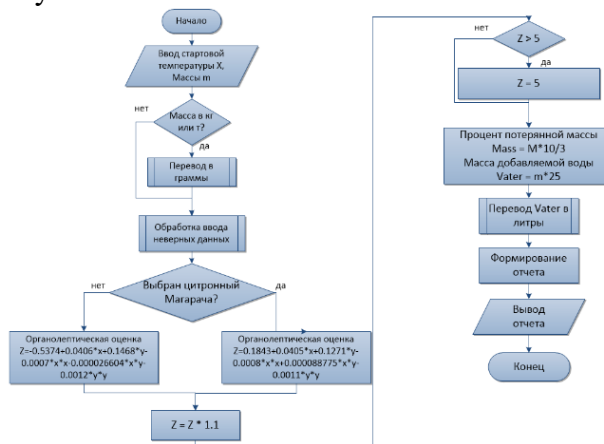 Начало
Ввод стартовой
температуры X,
Массы m
нет
Масса в кг
или т?
да
Перевод в
граммы
Обработка ввода
неверных данных
нет
Выбран цитронный
Магарача?
да
Органолептическая оценка
Z=-0.5374+0.0406*x+0.1468*y-
0.0007*x*x-0.000026604*x*y-
0.0012*y*y
Органолептическая оценка
Z=0.1843+0.0405*x+0.1271*y-
0.0008*x*x+0.000088775*x*y-
0.0011*y*y
Z = Z * 1.1
нет
Z > 5
да
Z = 5
Процент потерянной массы
Mass = M*10/3
Масса добавляемой воды
Vater = m*25
Перевод Vater в
литры
Формирование
отчета
Вывод
отчета
Конец